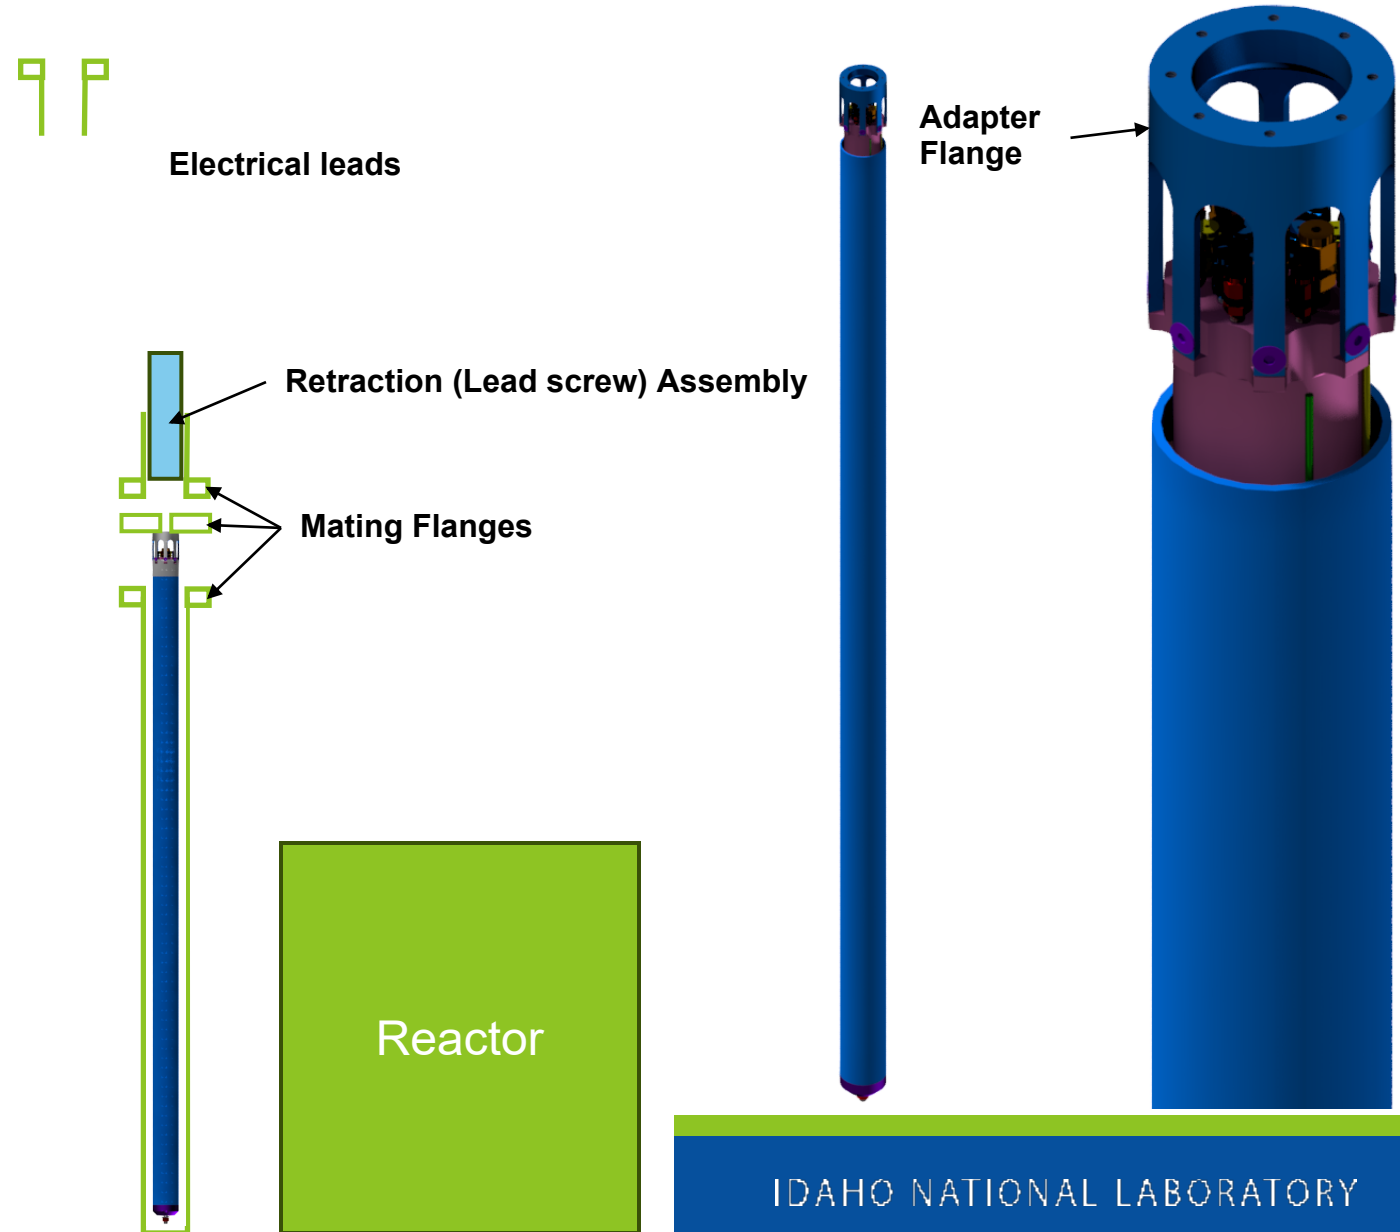 Electrical leads
Adapter
Flange
Retraction (Lead screw) Assembly
Mating Flanges
Reactor
IDAHO NATIONAL LABORATORY